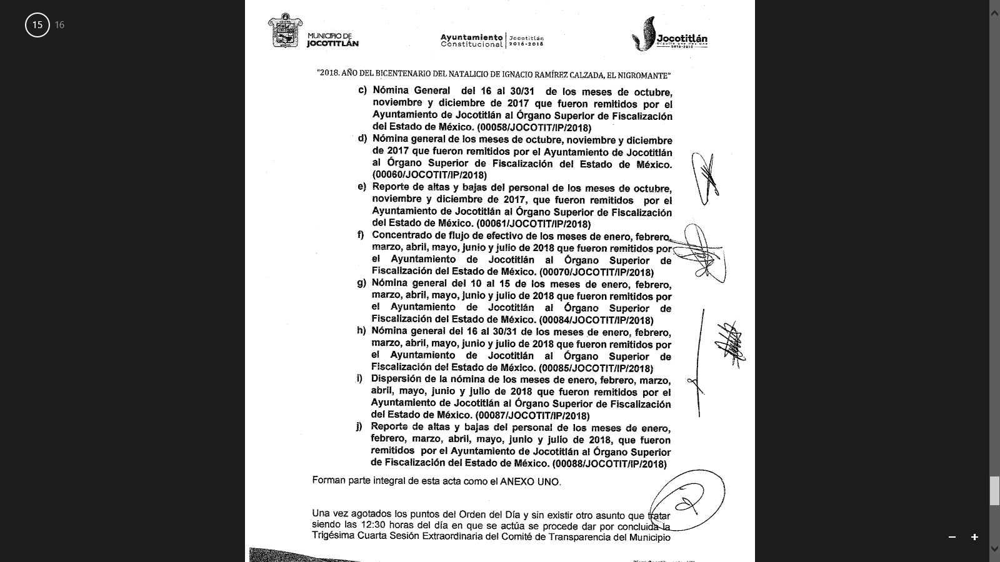 15 16
MUNICIPIO DE
JOCOTITLÁN
Ayuntamiento
Constitucional
Jocotitlán
2016-2018
Jocotitlán
Orgullo que nos une
2016-2018
"2018. AÑO DEL BICENTENARIO DEL NATALICIO DE IGNACIO RAMÍREZ CALZADA, EL NIGROMANTE"
c) Nómina General del 16 al 30/31 de los meses de octubre,
noviembre y diciembre de 2017 que fueron remitidos por el
Ayuntamiento de Jocotitlán al Órgano Superior de Fiscalización
del Estado de México. (00058/JOCOTIT/IP/2018)
d) Nómina general de los meses de octubre, noviembre y diciembre
de 2017 que fueron remitidos por el Ayuntamiento de Jocotitlán
al Órgano Superior de Fiscalización del Estado de México.
(00060/JOCOTIT/IP/2018)
e) Reporte de altas y bajas del personal de los meses de octubre,
noviembre y diciembre de 2017, que fueron remitidos por el
Ayuntamiento de Jocotitlán al Órgano Superior de Fiscalización
del Estado de México. (00061/JOCOTIT/IP/2018)
f) Concentrado de flujo de efectivo de los meses de enero, febrero,
marzo, abril, mayo, junio y julio de 2018 que fueron remitidos por
el Ayuntamiento de Jocotitlán al Órgano Superior de
Fiscalización del Estado de México. (00070/JOCOTIT/IP/2018)
g) Nómina general del 10 al 15 de los meses de enero, febrero,
marzo, abril, mayo, junio y julio de 2018 que fueron remitidos por
el Ayuntamiento de Jocotitlán al Órgano Superior de
Fiscalización del Estado de México. (00084/JOCOTIT/IP/2018)
h) Nómina general del 16 al 30/31 de los meses de enero, febrero,
marzo, abril, mayo, junio y julio de 2018 que fueron remitidos por
el Ayuntamiento de Jocotitlán al Órgano Superior de
Fiscalización del Estado de México. (00085/JOCOTIT/IP/2018)
i) Dispersión de la nómina de los meses de enero, febrero, marzo,
abril, mayo, junio y julio de 2018 que fueron remitidos por el
Ayuntamiento de Jocotitlán al Órgano Superior de Fiscalización
del Estado de México. (00087/JOCOTIT/IP/2018)
j) Reporte de altas y bajas del personal de los meses de enero,
febrero, marzo, abril, mayo, junio y julio de 2018, que fueron
remitidos por el Ayuntamiento de Jocotitlán al Órgano Superior
de Fiscalización del Estado de México. (00088/JOCOTIT/IP/2018)
Forman parte integral de esta acta como el ANEXO UNO.
Una vez agotados los puntos del Orden del Día y sin existir otro asunto que tratar
siendo las 12:30 horas del día en que se actúa se procede dar por concluida la
Trigésima Cuarta Sesión Extraordinaria del Comité de Transparencia del Municipio